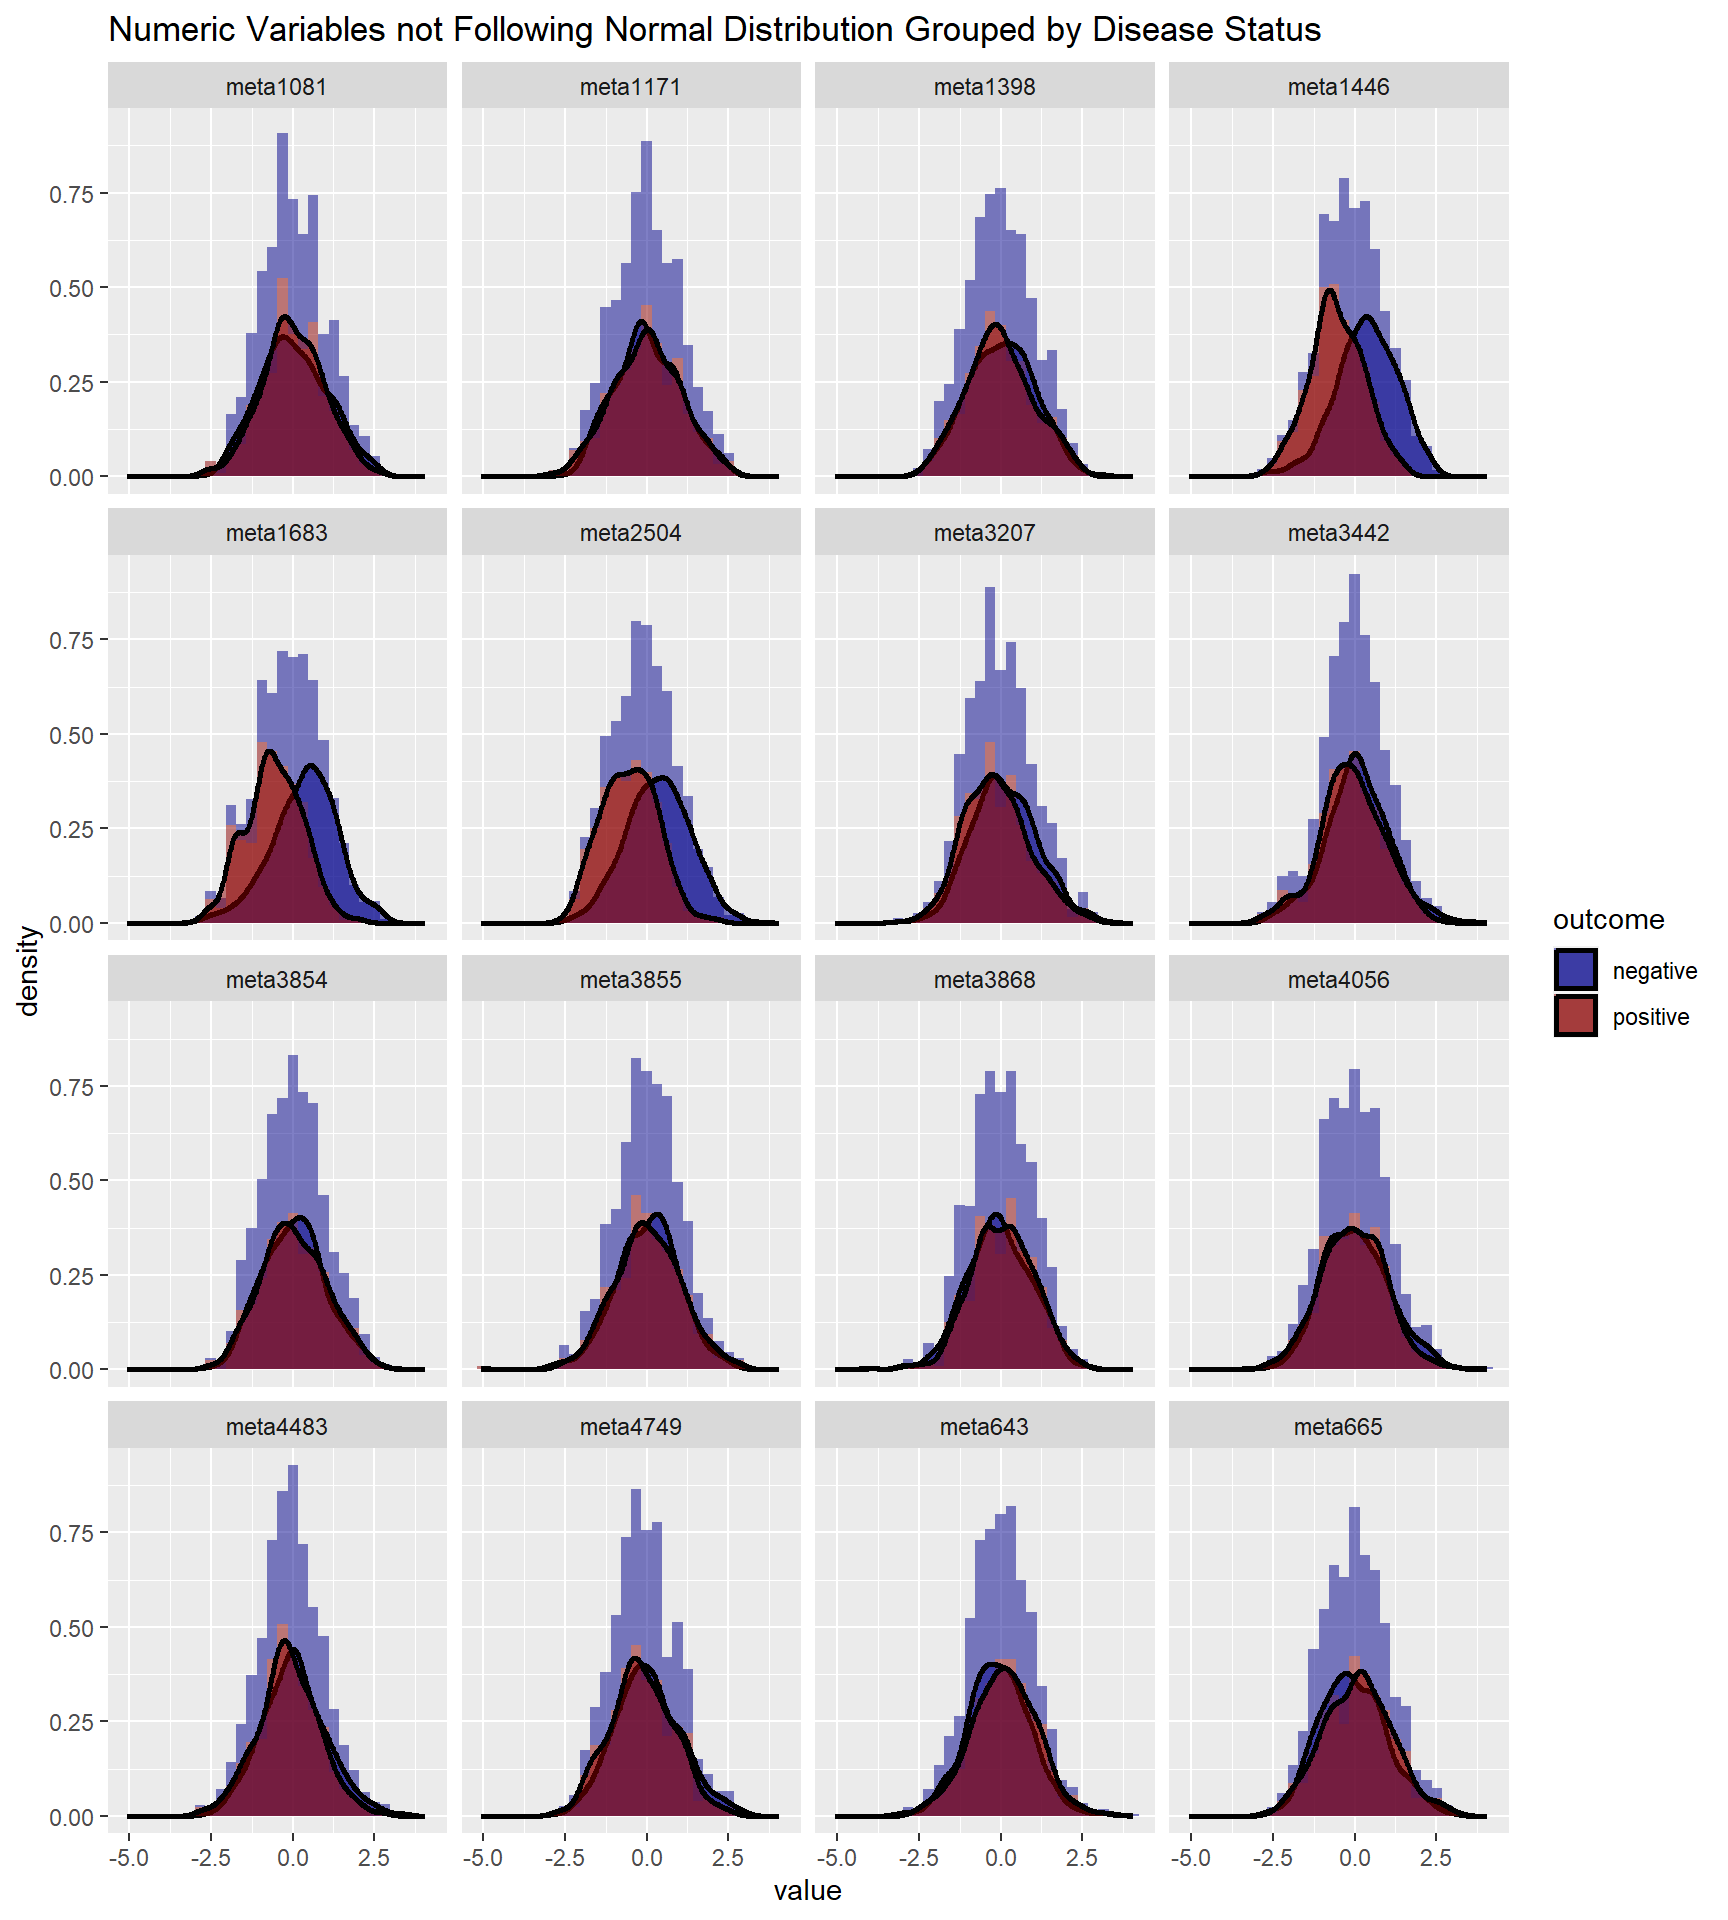 Numeric Variables not Following Normal Distribution Grouped by Disease Status
meta1081 meta1171 meta1398 meta1446
0.75
0.50
0.25
0.00
meta1683 meta2504 meta3207 meta3442
0.75
0.50
0.25
0.00
meta3854 meta3855 meta3868 meta4056
0.75
0.50
0.25
0.00
meta4483 meta4749 meta643 meta665
0.75
0.50
0.25
0.00
-5.0 -2.5 0.0 2.5 -5.0 -2.5 0.0 2.5 -5.0 -2.5 0.0 2.5 -5.0 -2.5 0.0 2.5
value
density
outcome
negative
positive